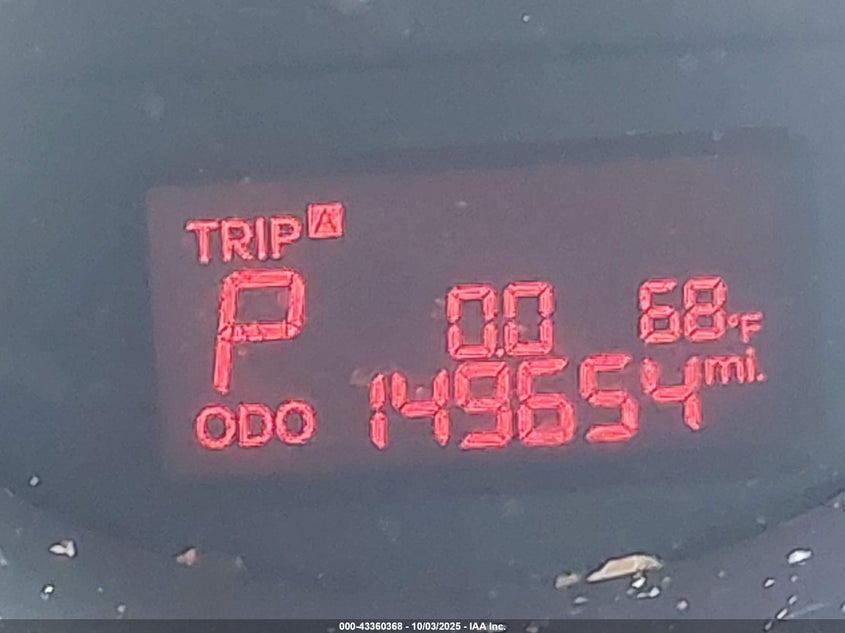 TRIP A
P 0.0 68°F
ODO 149654 mi.
000-43360368 - 10/03/2025 - IAA Inc.